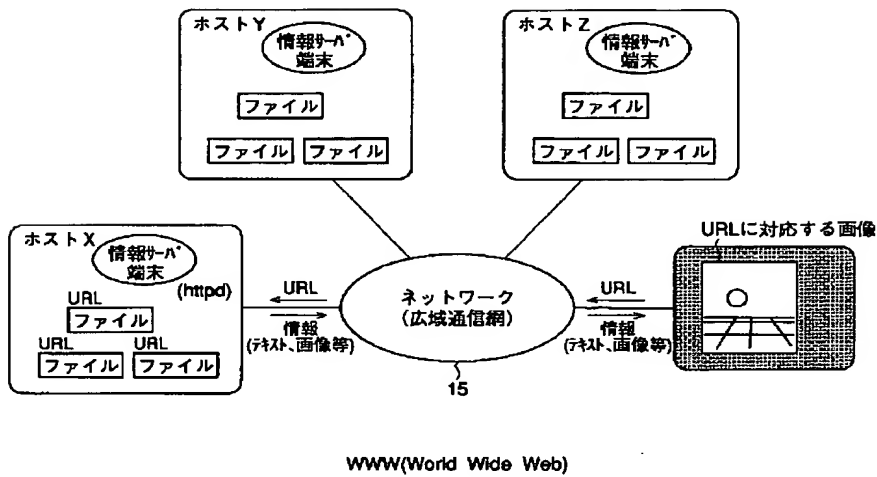 ホストY
情報ｻｰﾊﾞ
端末
ファイル
ファイル ファイル
ホストZ
情報ｻｰﾊﾞ
端末
ファイル
ファイル ファイル
ホストX
情報ｻｰﾊﾞ
端末
(httpd)
URL
ファイル
URL URL
ファイル ファイル
URL
情報
(ﾃｷｽﾄ、画像等)
ネットワーク
(広域通信網)
15
URL
情報
(ﾃｷｽﾄ、画像等)
URLに対応する画像
WWW(World Wide Web)